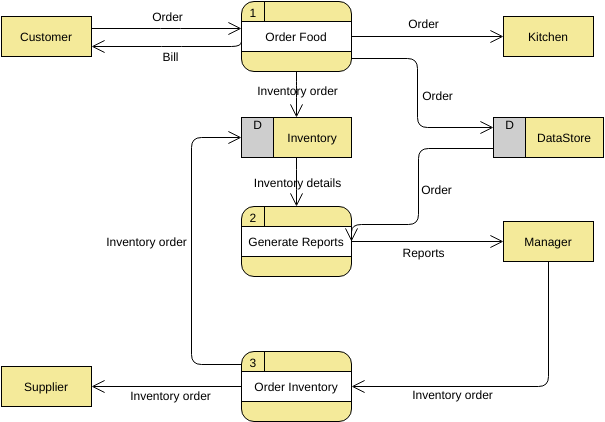 Order
Order
1
Customer
Order Food
Kitchen
Bill
Inventory order
Order
D
Inventory
D
DataStore
Inventory details
Order
2
Inventory order
Generate Reports
Manager
Reports
3
Supplier
Order Inventory
Inventory order
Inventory order